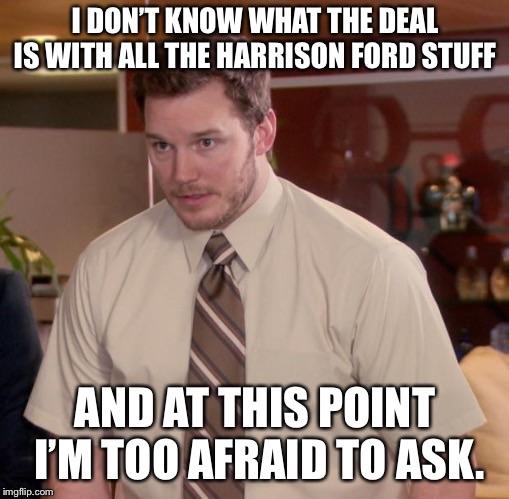 I DON'T KNOW WHAT THE DEAL
IS WITH ALL THE HARRISON FORD STUFF
AND AT THIS POINT
I'M TOO AFRAID TO ASK.
imgflip.com